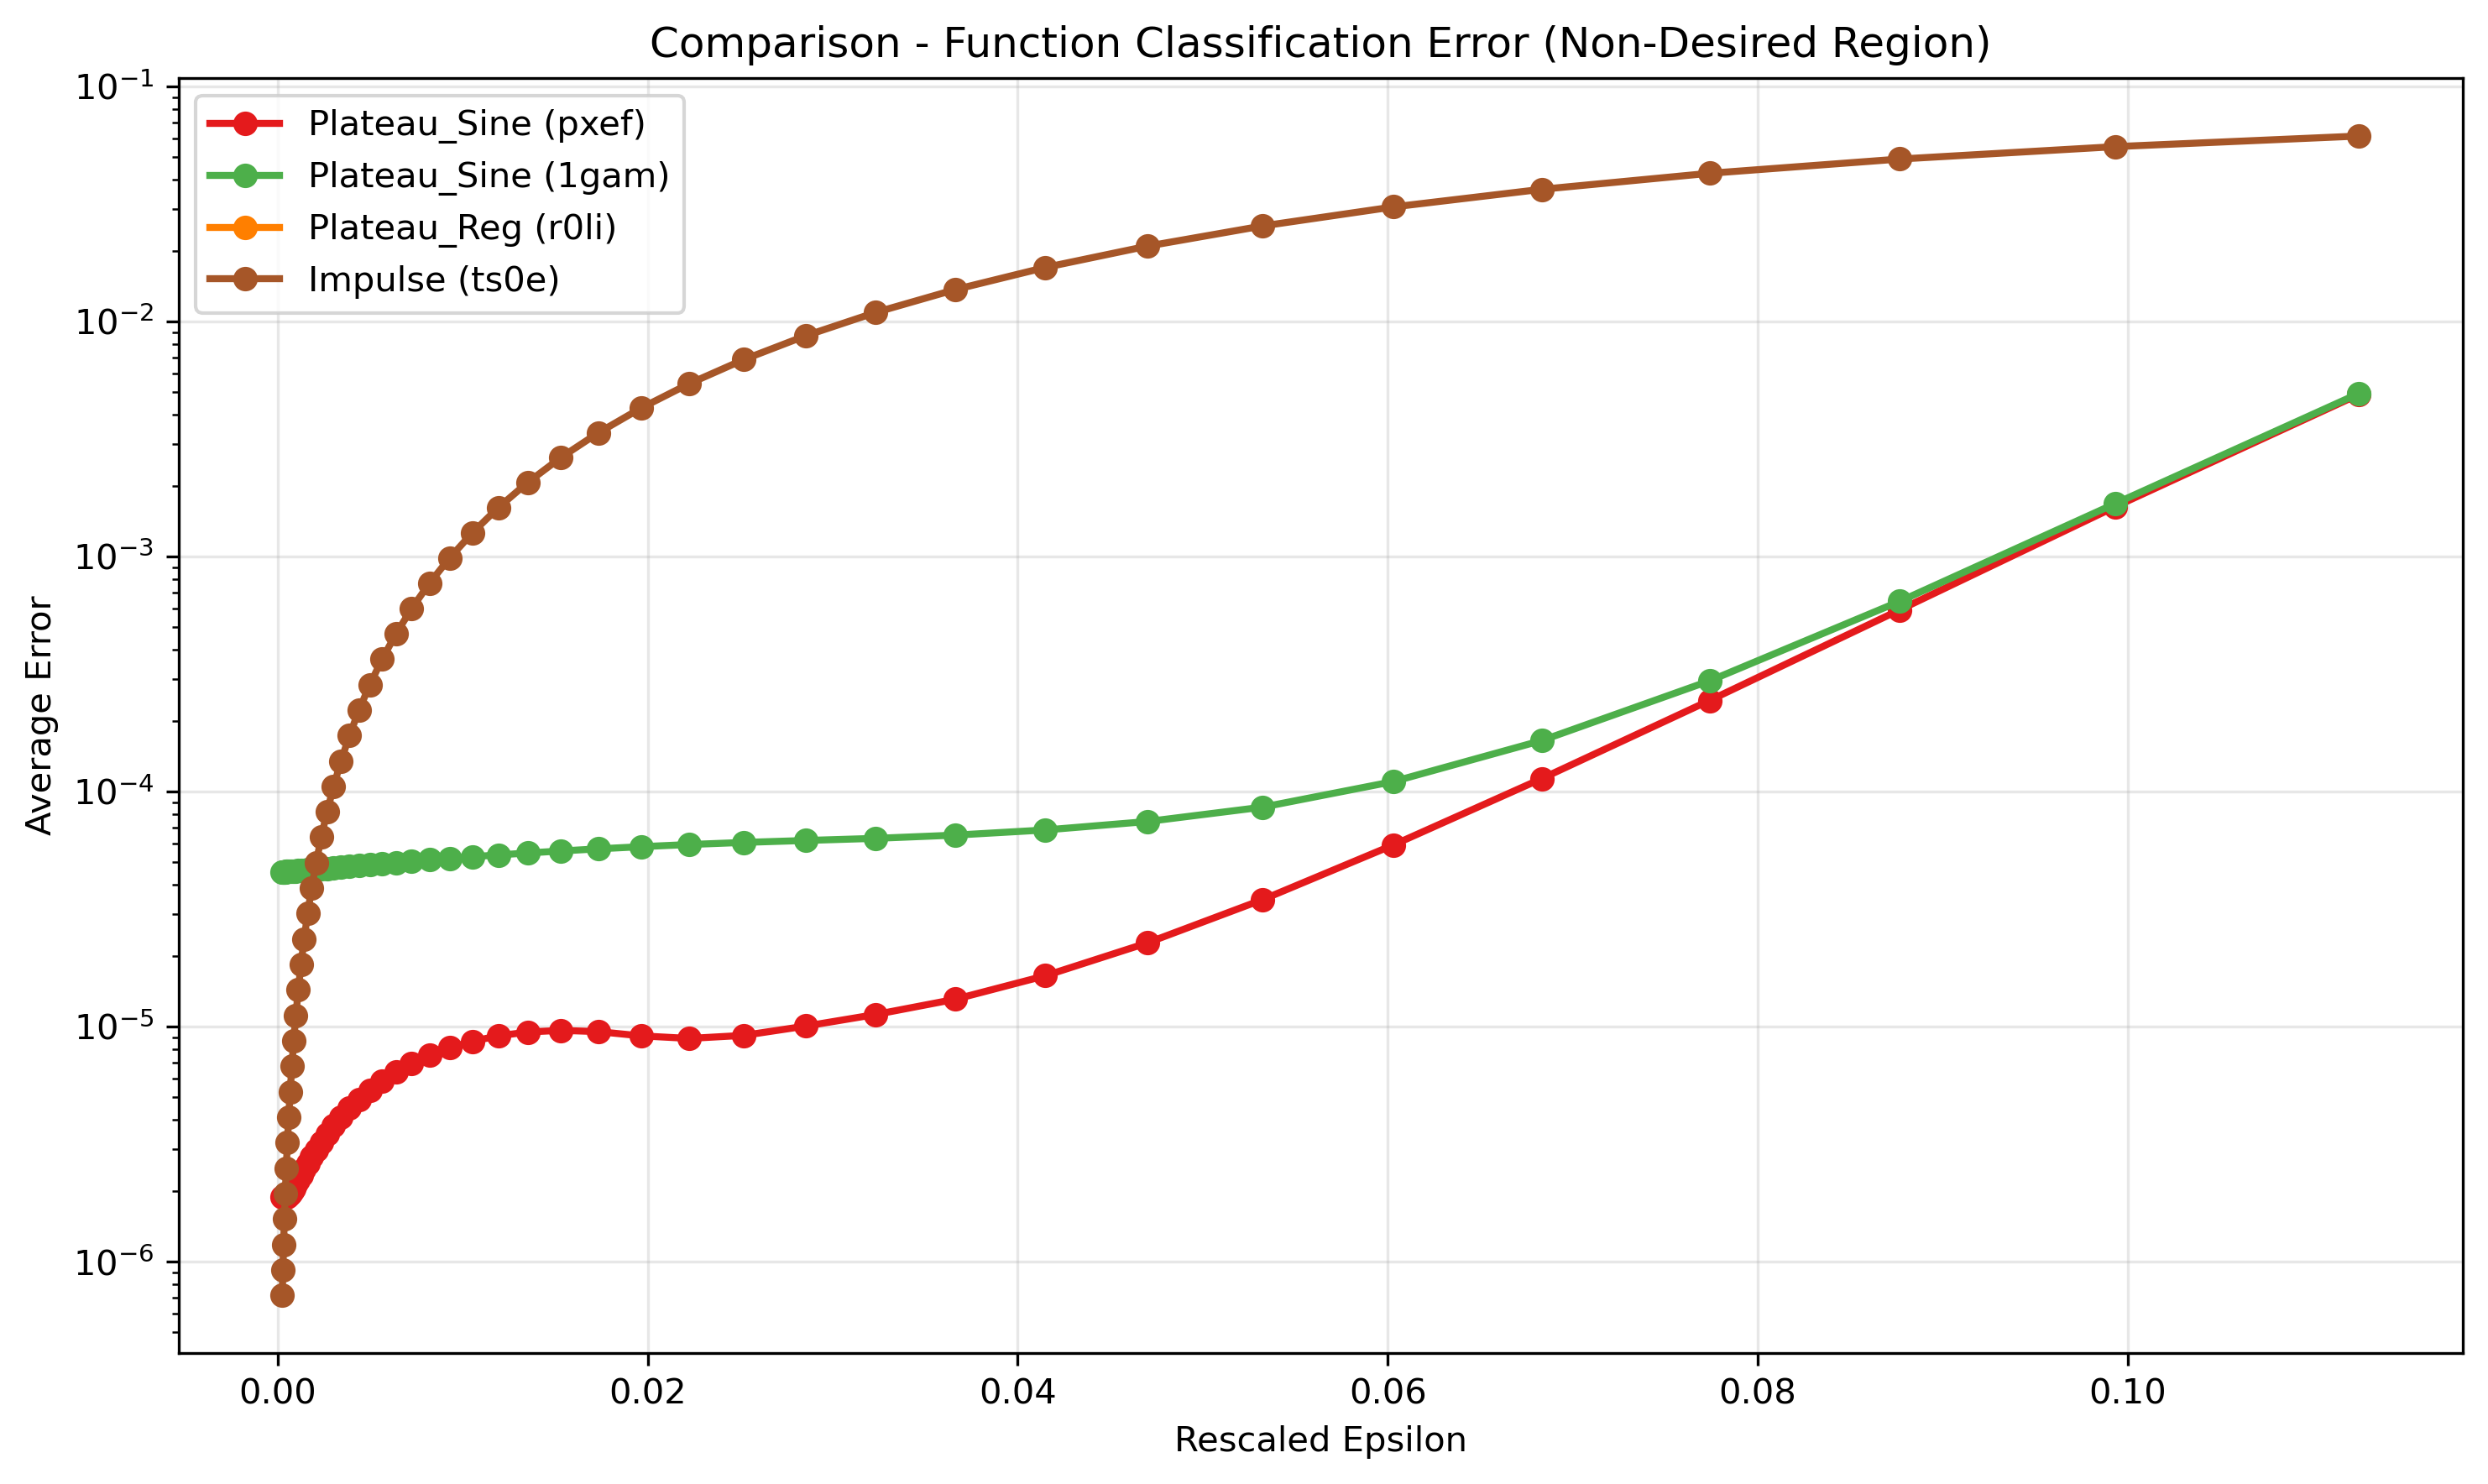 Comparison - Function Classification Error (Non-Desired Region)
Plateau_Sine (pxef)
Plateau_Sine (1gam)
Plateau_Reg (r0li)
Impulse (ts0e)
Average Error
10⁻¹
10⁻²
10⁻³
10⁻⁴
10⁻⁵
10⁻⁶
0.00 0.02 0.04 0.06 0.08 0.10
Rescaled Epsilon